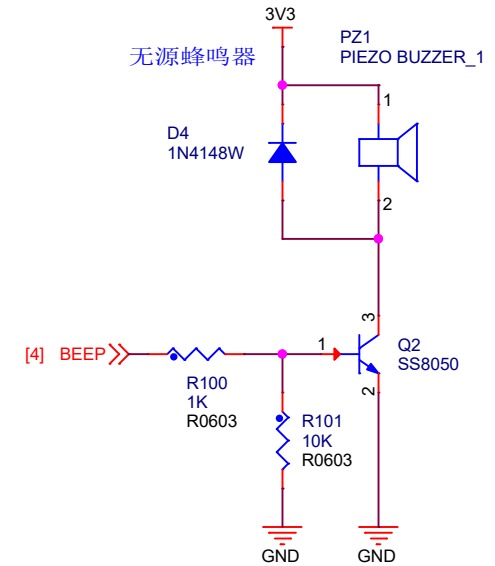 3V3
PZ1
PIEZO BUZZER_1
无源蜂鸣器
1
D4
1N4148W
2
3
[4] BEEP
1
Q2
SS8050
2
R100
1K
R0603
R101
10K
R0603
GND
GND